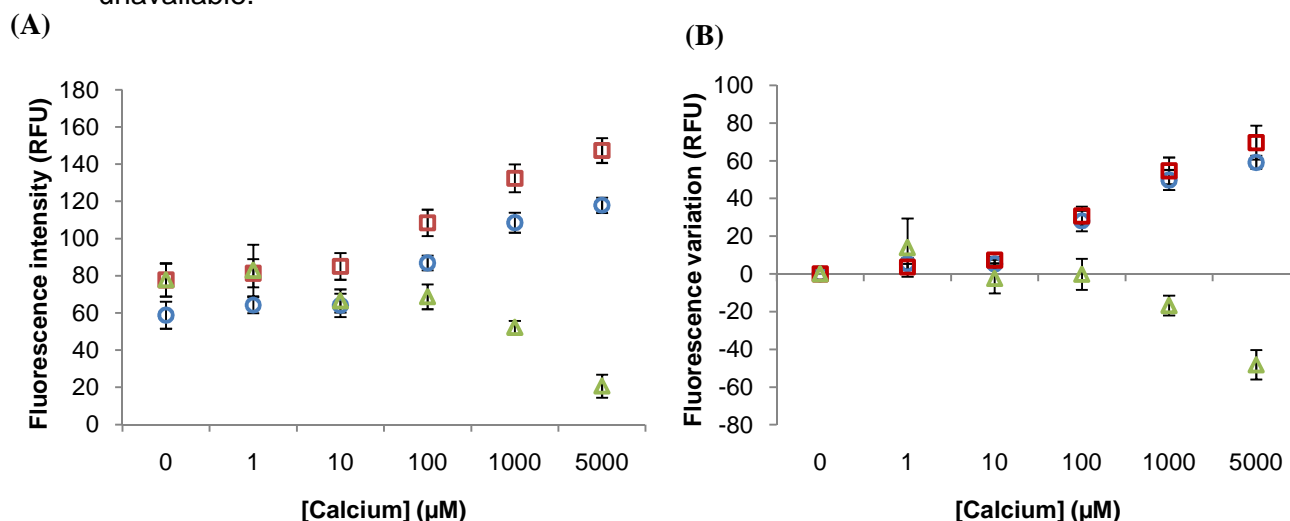 unavailable.
(A)
(B)
Fluorescence intensity (RFU)
180
160
140
120
100
80
60
40
20
0
0 1 10 100 1000 5000
[Calcium] (µM)
Fluorescence variation (RFU)
100
80
60
40
20
0
-20
-40
-60
-80
0 1 10 100 1000 5000
[Calcium] (µM)